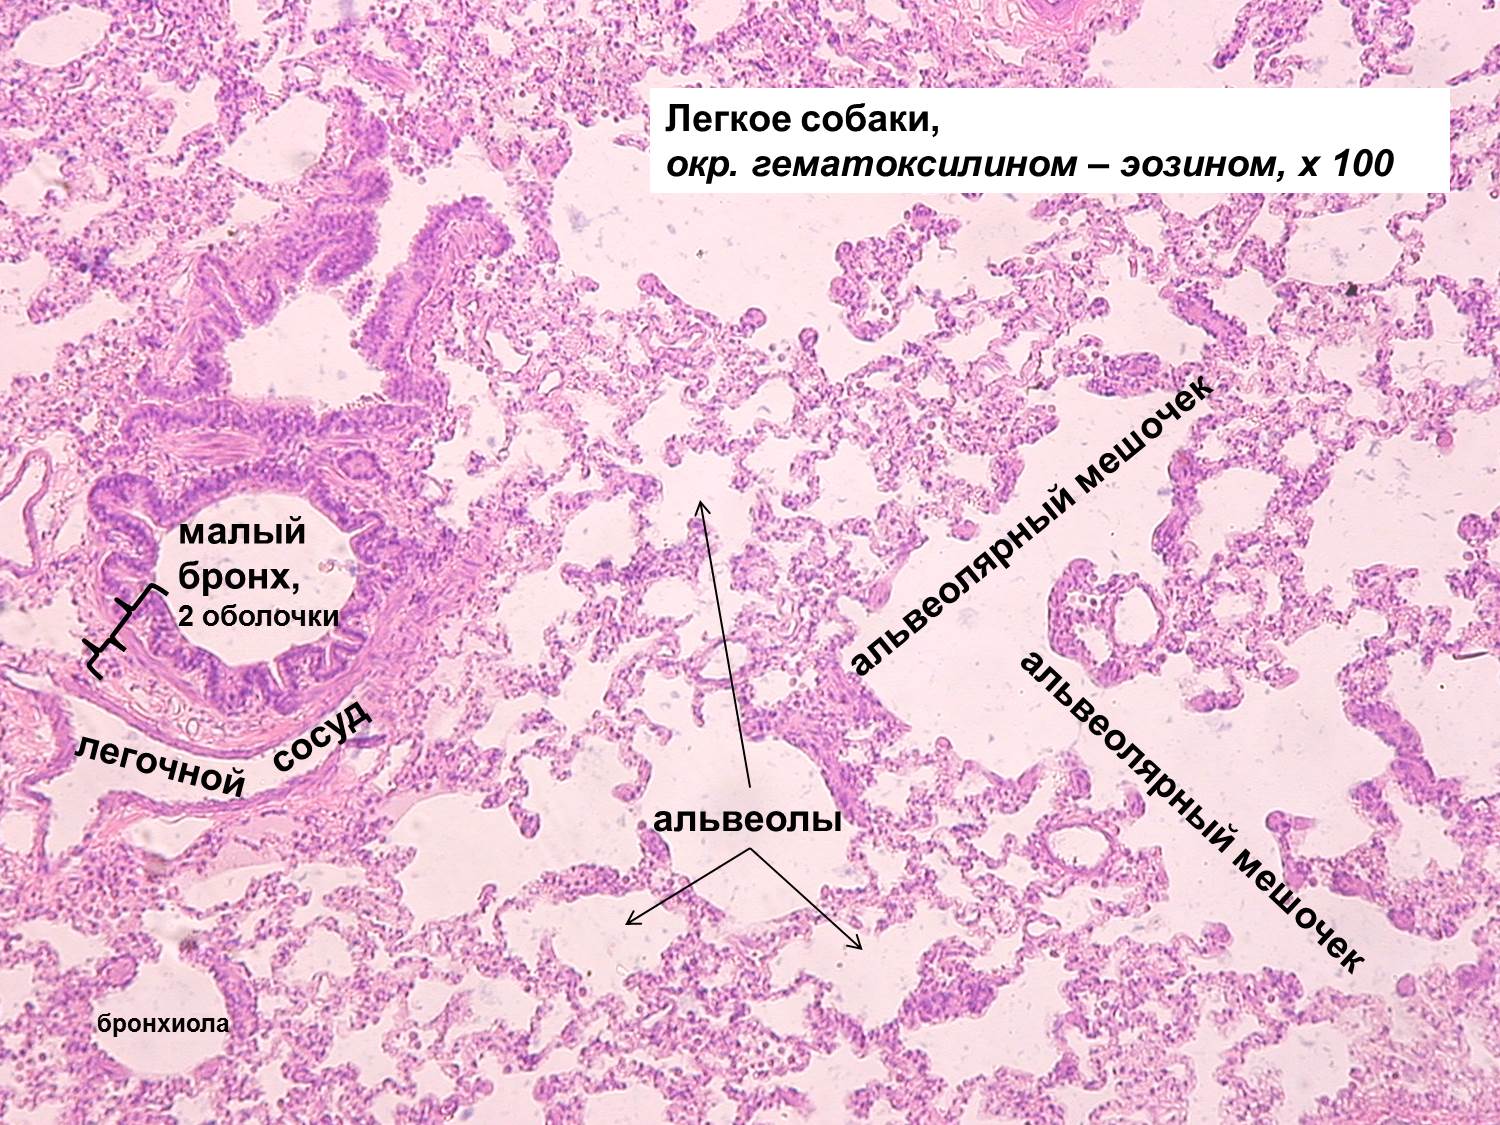 Легкое собаки,
окр. гематоксилином – эозином, х 100
альвеолярный мешочек
малый
бронх,
2 оболочки
альвеолярный мешочек
легочной сосуд
альвеолы
бронхиола